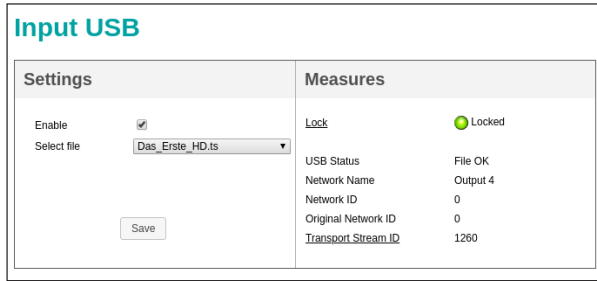 Input USB
Settings
Measures
Enable
Select file
Das_Erste_HD.ts
Save
Lock
Locked
USB Status
File OK
Network Name
Output 4
Network ID
0
Original Network ID
0
Transport Stream ID
1260